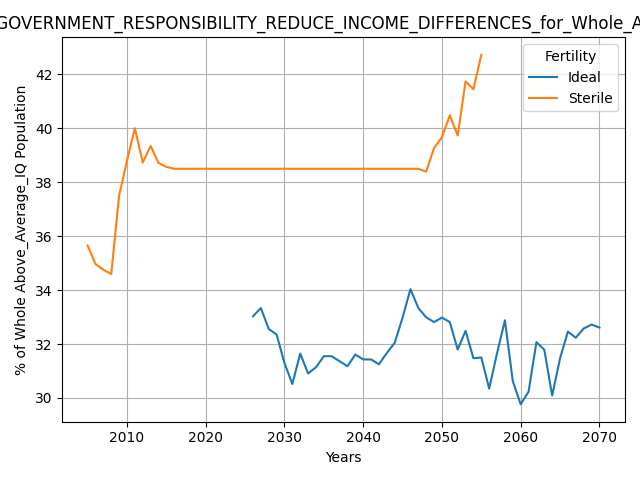 GOVERNMENT_RESPONSIBILITY_REDUCE_INCOME_DIFFERENCES_for_Whole_A
Fertility
Ideal
Sterile
% of Whole Above_Average_IQ Population
42
40
38
36
34
32
30
2010 2020 2030 2040 2050 2060 2070
Years